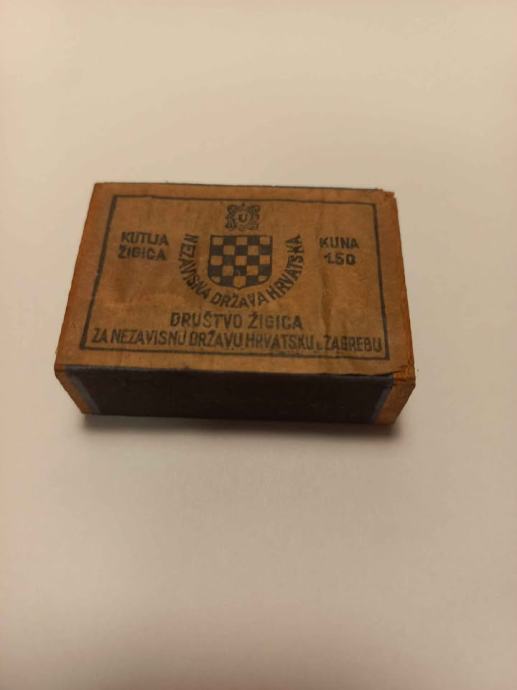 U
KUTIJA
ŽIGICA
NEZAVISNA DRŽAVA HRVATSKA
KUNA
1.50
DRUŠTVO ŽIGICA
ZA NEZAVISNU DRŽAVU HRVATSKU u ZAGREBU